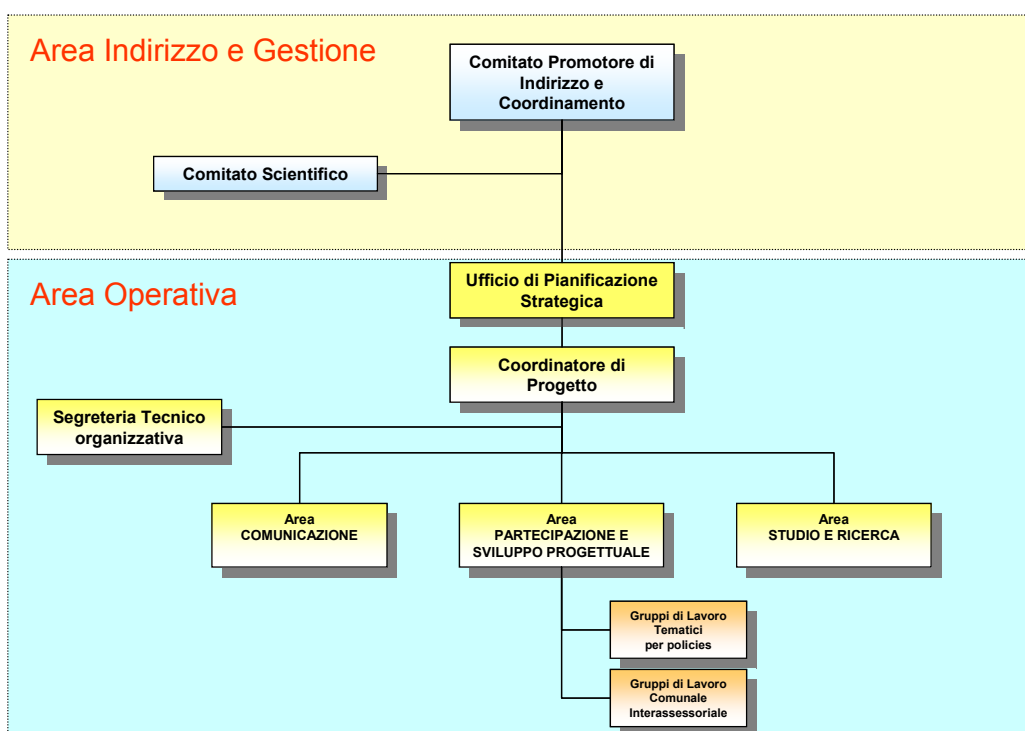 Area Indirizzo e Gestione
Comitato Promotore di
Indirizzo e
Coordinamento
Comitato Scientifico
Area Operativa
Ufficio di Pianificazione
Strategica
Coordinatore di
Progetto
Segreteria Tecnico
organizzativa
Area
COMUNICAZIONE
Area
PARTECIPAZIONE E
SVILUPPO PROGETTUALE
Area
STUDIO E RICERCA
Gruppi di Lavoro
Tematici
per policies
Gruppi di Lavoro
Comunale
Interassessoriale